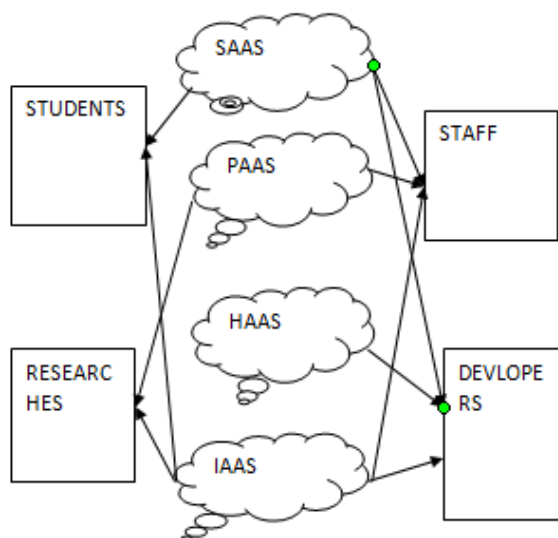 SAAS
STUDENTS
STAFF
PAAS
HAAS
RESEARC
HES
DEVLOPE
RS
IAAS